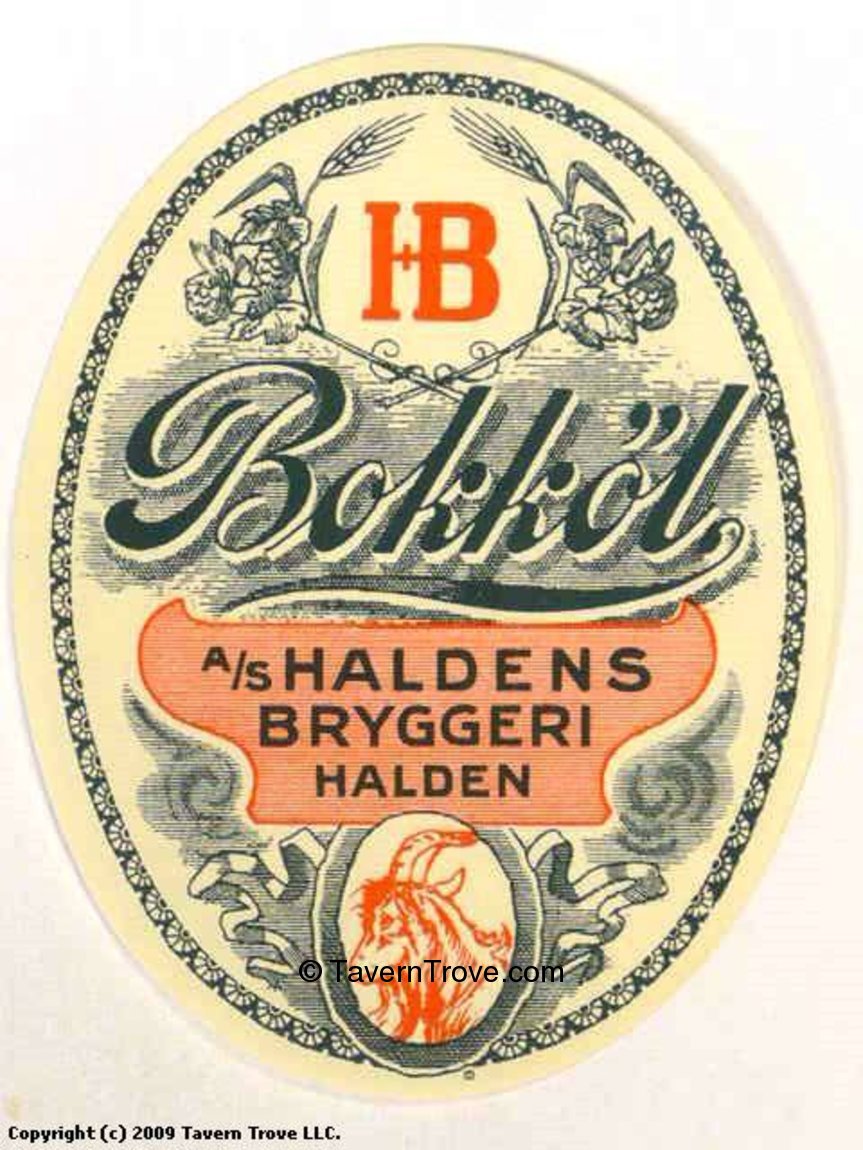 HB
Bokköl
A/S HALDENS
BRYGGERI
HALDEN
© TavernTrove.com
Copyright (c) 2009 Tavern Trove LLC.